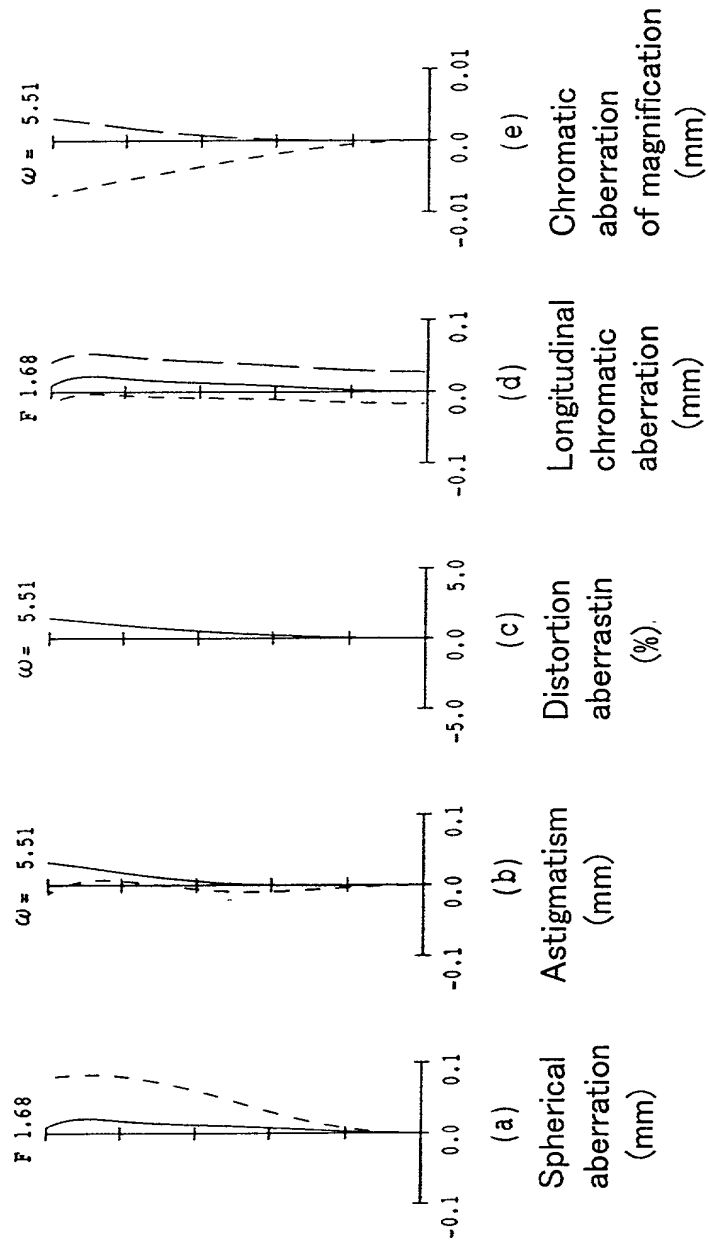 F 1.68
-0.1 0.0 0.1
(a)
Spherical
aberration
(mm)
ω = 5.51
-0.1 0.0 0.1
(b)
Astigmatism
(mm)
ω = 5.51
-5.0 0.0 5.0
(c)
Distortion
aberrastin
(%)
F 1.68
-0.1 0.0 0.1
(d)
Longitudinal
chromatic
aberration
(mm)
ω = 5.51
-0.01 0.0 0.01
(e)
Chromatic
aberration
of magnification
(mm)